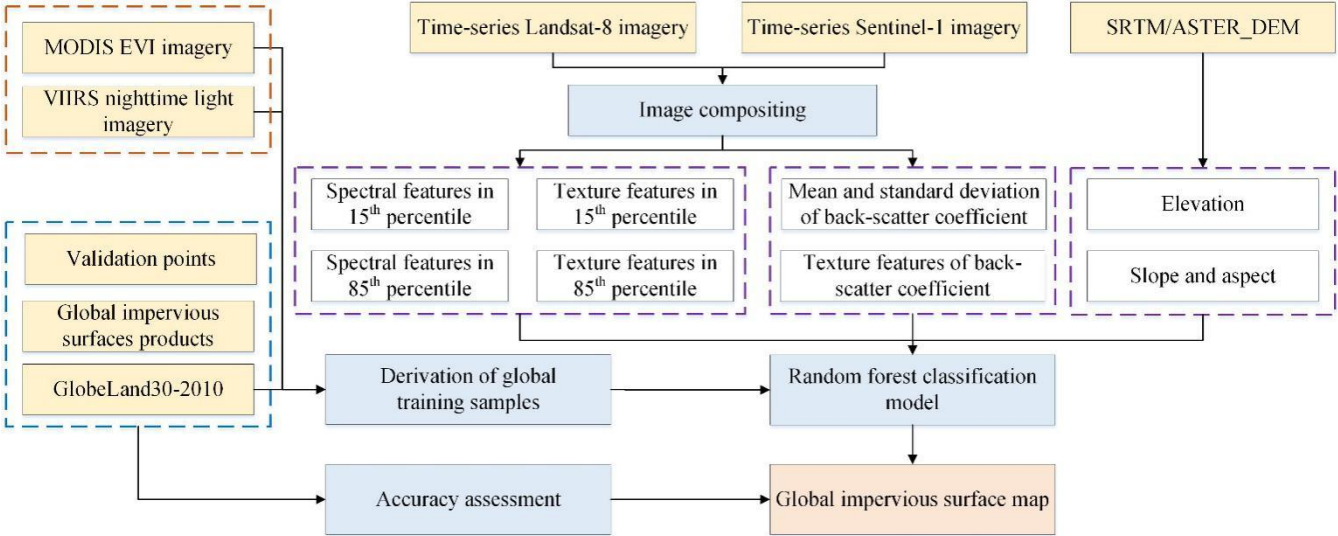 MODIS EVI imagery
VIIRS nighttime light
imagery
Time-series Landsat-8 imagery
Time-series Sentinel-1 imagery
SRTM/ASTER_DEM
Image compositing
Spectral features in
15th percentile
Texture features in
15th percentile
Spectral features in
85th percentile
Texture features in
85th percentile
Mean and standard deviation
of back-scatter coefficient
Texture features of back-
scatter coefficient
Elevation
Slope and aspect
Validation points
Global impervious
surfaces products
GlobeLand30-2010
Derivation of global
training samples
Random forest classification
model
Accuracy assessment
Global impervious surface map